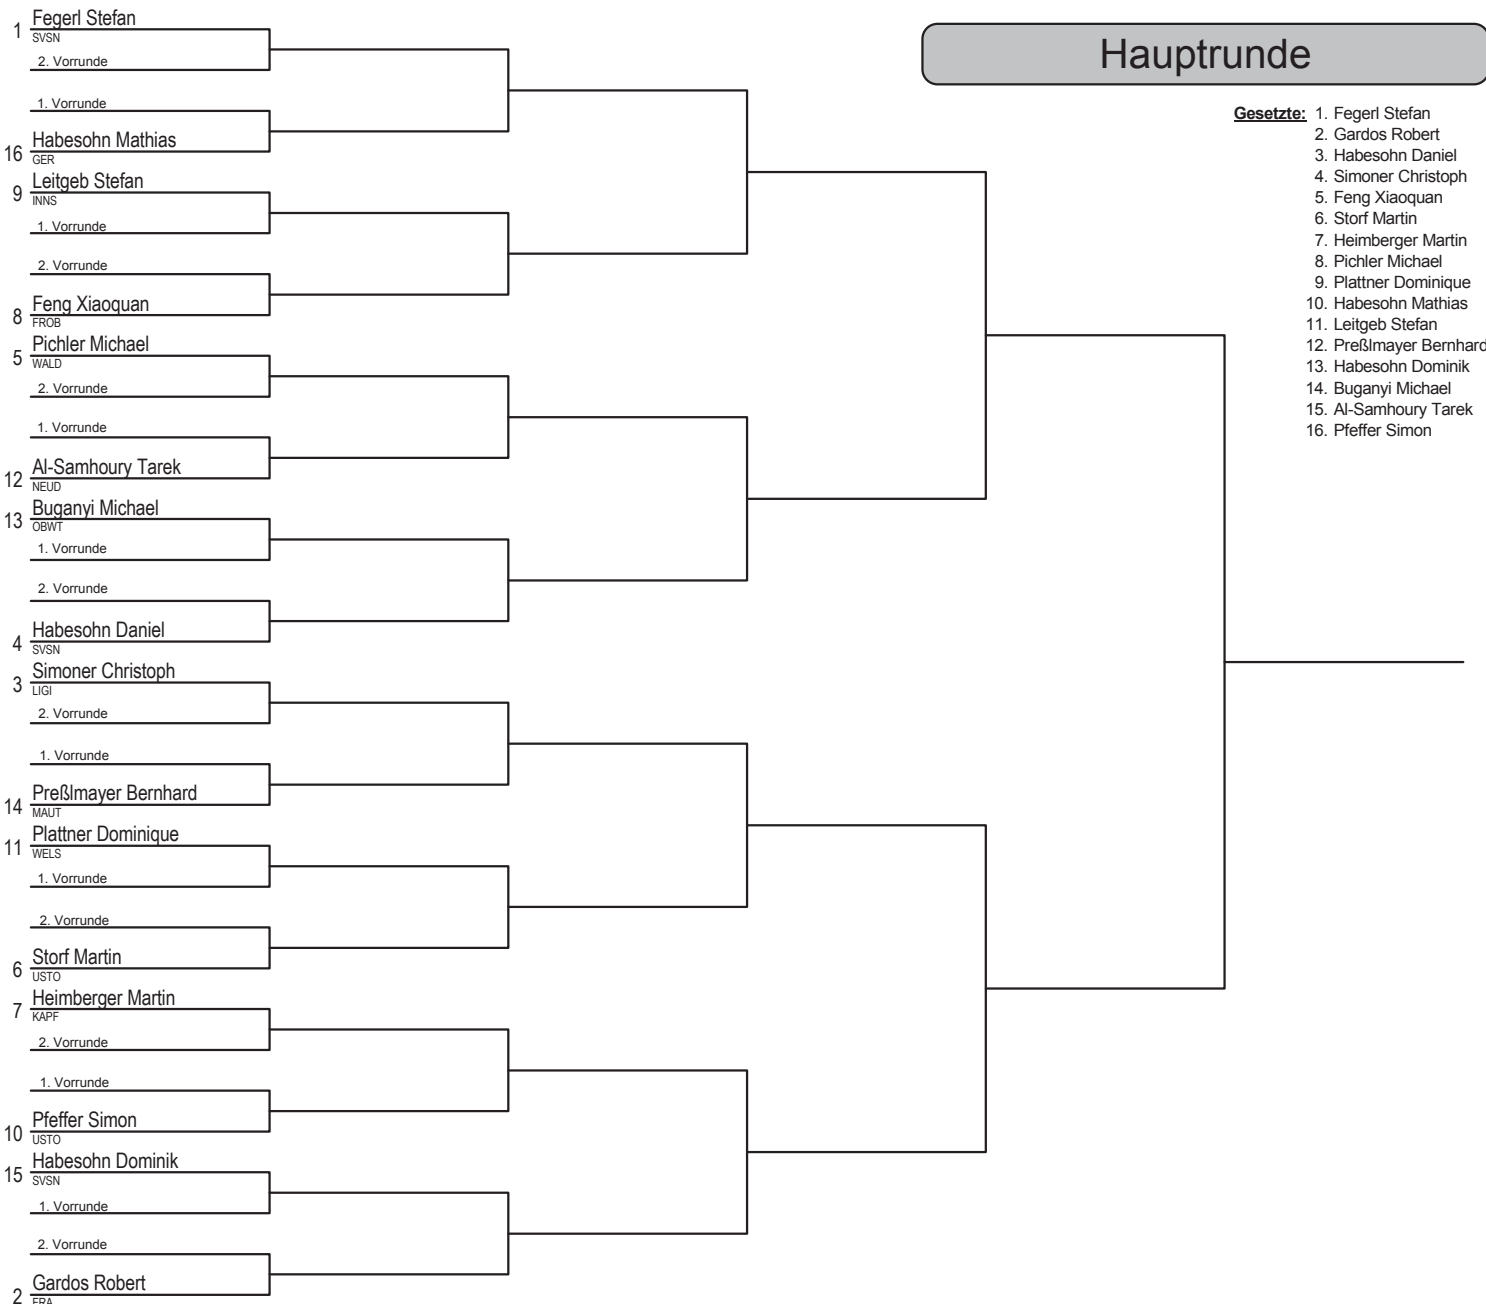 Hauptrunde
Gesetzte: 1. Fegerl Stefan
2. Gardos Robert
3. Habesohn Daniel
4. Simoner Christoph
5. Feng Xiaoquan
6. Storf Martin
7. Heimberger Martin
8. Pichler Michael
9. Plattner Dominique
10. Habesohn Mathias
11. Leitgeb Stefan
12. Preßlmayer Bernhard
13. Habesohn Dominik
14. Buganyi Michael
15. Al-Samhoury Tarek
16. Pfeffer Simon
1 Fegerl Stefan
SVSN
2. Vorrunde
1. Vorrunde
16 Habesohn Mathias
GER
9 Leitgeb Stefan
INNS
1. Vorrunde
2. Vorrunde
8 Feng Xiaoquan
FROB
5 Pichler Michael
WALD
2. Vorrunde
1. Vorrunde
12 Al-Samhoury Tarek
NEUD
13 Buganyi Michael
OBWT
1. Vorrunde
2. Vorrunde
4 Habesohn Daniel
SVSN
3 Simoner Christoph
LIGI
2. Vorrunde
1. Vorrunde
14 Preßlmayer Bernhard
MAUT
11 Plattner Dominique
WELS
1. Vorrunde
2. Vorrunde
6 Storf Martin
USTO
7 Heimberger Martin
KAPF
2. Vorrunde
1. Vorrunde
10 Pfeffer Simon
USTO
15 Habesohn Dominik
SVSN
1. Vorrunde
2. Vorrunde
2 Gardos Robert
FRA